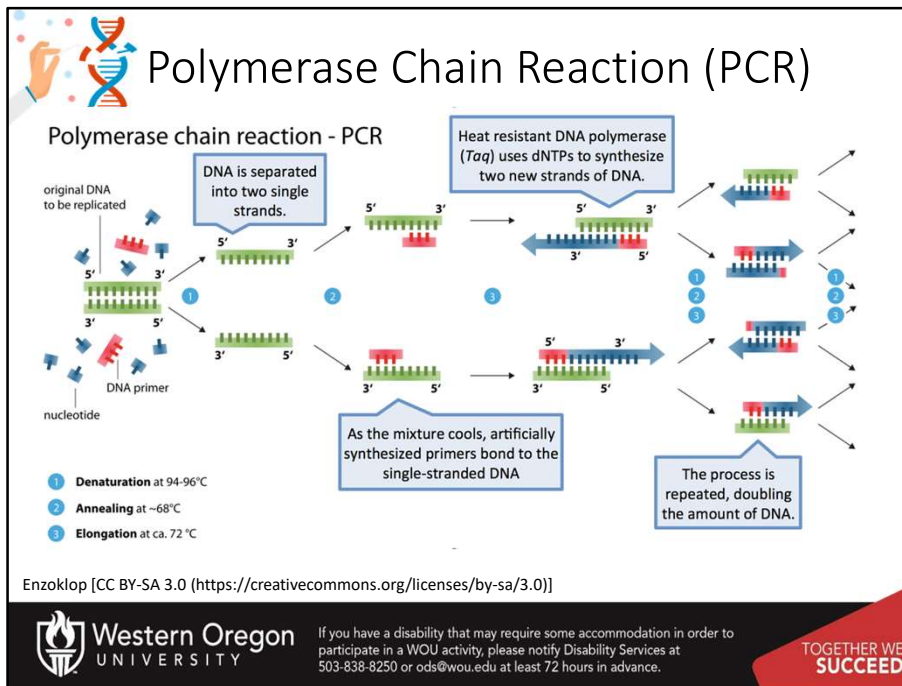 Polymerase Chain Reaction (PCR)
Polymerase chain reaction - PCR
original DNA
to be replicated
5' 3'
3' 5'
DNA primer
nucleotide
DNA is separated
into two single
strands.
5' 3'
1
3' 5'
5' 3'
2
3' 5'
As the mixture cools, artificially
synthesized primers bond to the
single-stranded DNA
Heat resistant DNA polymerase
(Taq) uses dNTPs to synthesize
two new strands of DNA.
5' 3'
3' 5'
3
5' 3'
3' 5'
1
2
3
1
2
3
The process is
repeated, doubling
the amount of DNA.
1 Denaturation at 94-96°C
2 Annealing at ~68°C
3 Elongation at ca. 72 °C
Enzoklop [CC BY-SA 3.0 (https://creativecommons.org/licenses/by-sa/3.0)]
Western Oregon
UNIVERSITY
If you have a disability that may require some accommodation in order to
participate in a WOU activity, please notify Disability Services at
503-838-8250 or ods@wou.edu at least 72 hours in advance.
TOGETHER WE
SUCCEED